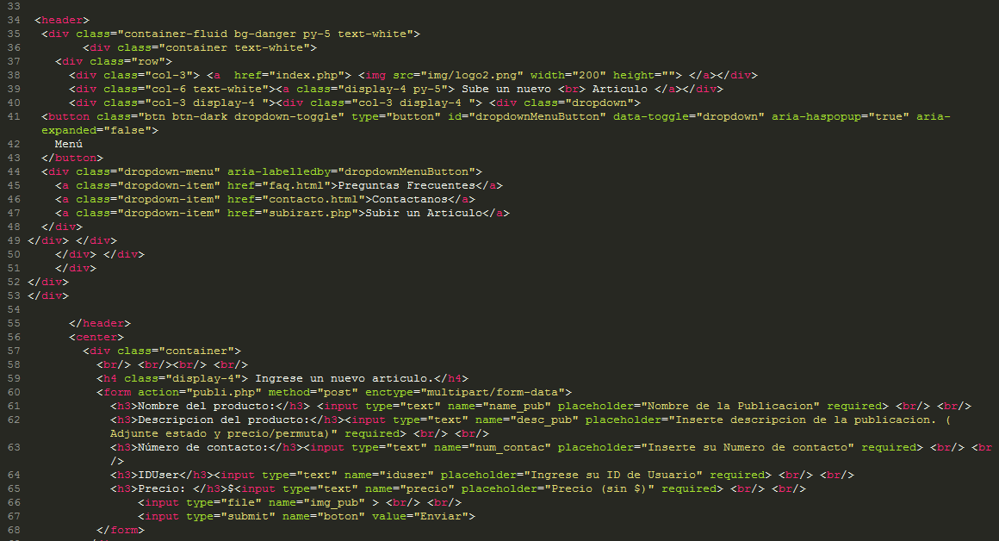 33
34 <header>
35 <div class="container-fluid bg-danger py-5 text-white">
36 <div class="container text-white">
37 <div class="row">
38 <div class="col-3"> <a  href="index.php"> <img src="img/logo2.png" width="200" height=""> </a></div>
39 <div class="col-6 text-white"><a class="display-4 py-5"> Sube un nuevo <br> Articulo </a></div>
40 <div class="col-3 display-4 "><div class="col-3 display-4 "> <div class="dropdown">
41 <button class="btn btn-dark dropdown-toggle" type="button" id="dropdownMenuButton" data-toggle="dropdown" aria-haspopup="true" aria-
expanded="false">
42 Menú
43 </button>
44 <div class="dropdown-menu" aria-labelledby="dropdownMenuButton">
45 <a class="dropdown-item" href="faq.html">Preguntas Frecuentes</a>
46 <a class="dropdown-item" href="contacto.html">Contactanos</a>
47 <a class="dropdown-item" href="subirart.php">Subir un Articulo</a>
48 </div>
49 </div> </div>
50 </div> </div>
51 </div>
52 </div>
53 </div>
54
55 </header>
56 <center>
57 <div class="container">
58 <br/> <br/><br/> <br/>
59 <h4 class="display-4"> Ingrese un nuevo articulo.</h4>
60 <form action="publi.php" method="post" enctype="multipart/form-data">
61 <h3>Nombre del producto:</h3> <input type="text" name="name_pub" placeholder="Nombre de la Publicacion" required> <br/> <br/>
62 <h3>Descripcion del producto:</h3><input type="text" name="desc_pub" placeholder="Inserte descripcion de la publicacion. (
Adjunte estado y precio/permuta)" required> <br/> <br/>
63 <h3>Número de contacto:</h3><input type="text" name="num_contac" placeholder="Inserte su Numero de contacto" required> <br/> <br
/>
64 <h3>IDUser</h3><input type="text" name="iduser" placeholder="Ingrese su ID de Usuario" required> <br/> <br/>
65 <h3>Precio: </h3>$<input type="text" name="precio" placeholder="Precio (sin $)" required> <br/> <br/>
66 <input type="file" name="img_pub" > <br/> <br/>
67 <input type="submit" name="boton" value="Enviar">
68 </form>